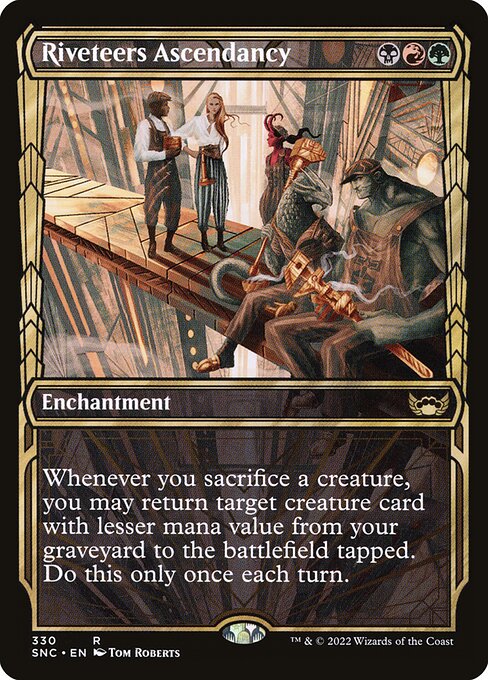 Riveteers Ascendancy
Enchantment
Whenever you sacrifice a creature,
you may return target creature card
with lesser mana value from your
graveyard to the battlefield tapped.
Do this only once each turn.
330 R
SNC • EN Tom Roberts
™ & © 2022 Wizards of the Coast